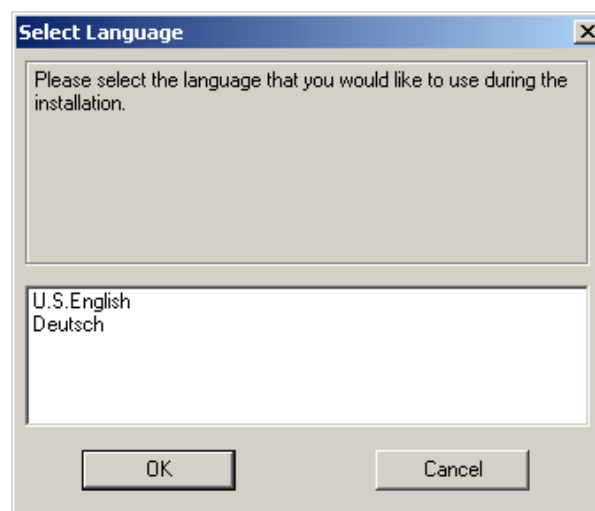 Select Language
Please select the language that you would like to use during the
installation.
U.S.English
Deutsch
OK
Cancel